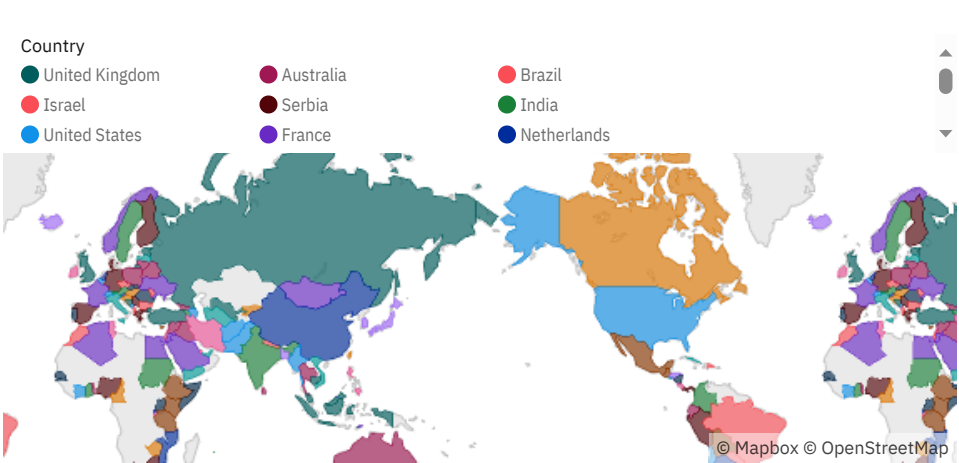 Country
United Kingdom Australia Brazil
Israel Serbia India
United States France Netherlands
© Mapbox © OpenStreetMap